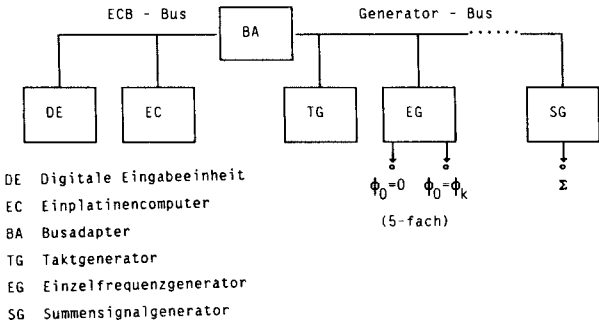 ECB - Bus
BA
Generator - Bus
DE
EC
TG
EG
SG
ϕ₀=0 ϕ₀=ϕₖ
Σ
(5-fach)
DE Digitale Eingabeeinheit
EC Einplatinencomputer
BA Busadapter
TG Taktgenerator
EG Einzelfrequenzgenerator
SG Summensignalgenerator